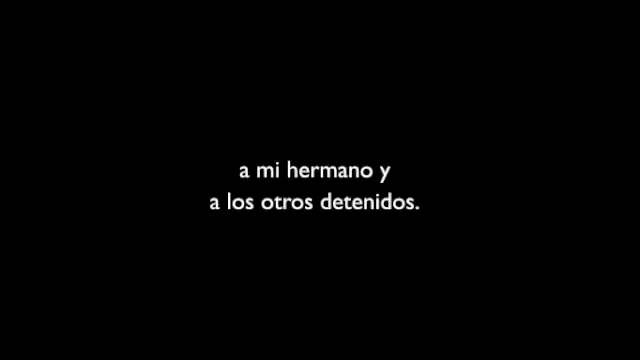 a mi hermano y
a los otros detenidos.